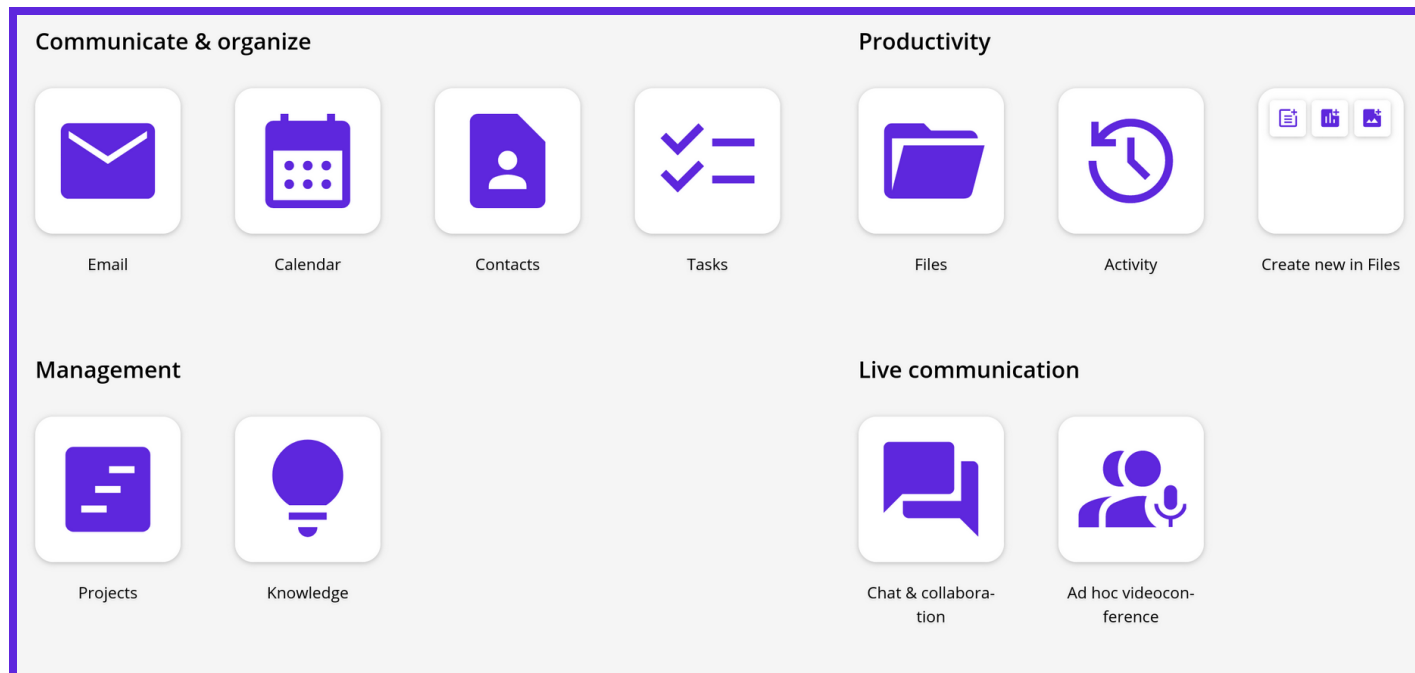 Communicate & organize
Email
Calendar
Contacts
Tasks
Productivity
Files
Activity
Create new in Files
Management
Projects
Knowledge
Live communication
Chat & collabora-
tion
Ad hoc videocon-
ference